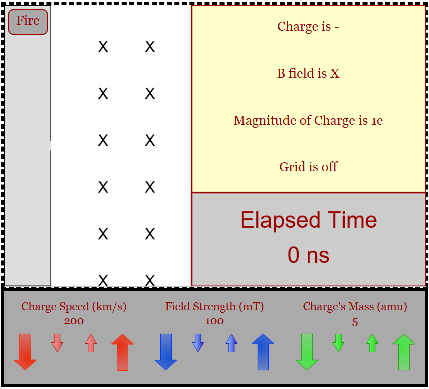 Fire
Charge is -
B field is X
Magnitude of Charge is 1e
Grid is off
X X
X X
X X
X X
X X
X X
Elapsed Time
0 ns
Charge Speed (km/s) Field Strength (mT) Charge's Mass (amu)
200 100 5